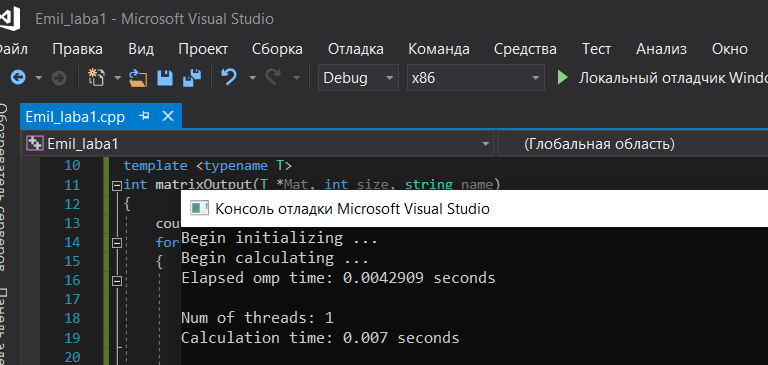 Emil_laba1 - Microsoft Visual Studio
Файл Правка Вид Проект Сборка Отладка Команда Средства Тест Анализ Окно
Debug x86 Локальный отладчик Windo
Emil_laba1.cpp
Emil_laba1 (Глобальная область)
10 template <typename T>
11 int matrixOutput(T *Mat, int size, string name)
12 {
13 cou
14 for
15 {
16
17
18
19
20
Консоль отладки Microsoft Visual Studio
Begin initializing ...
Begin calculating ...
Elapsed omp time: 0.0042909 seconds
Num of threads: 1
Calculation time: 0.007 seconds
Обозреватель серверов